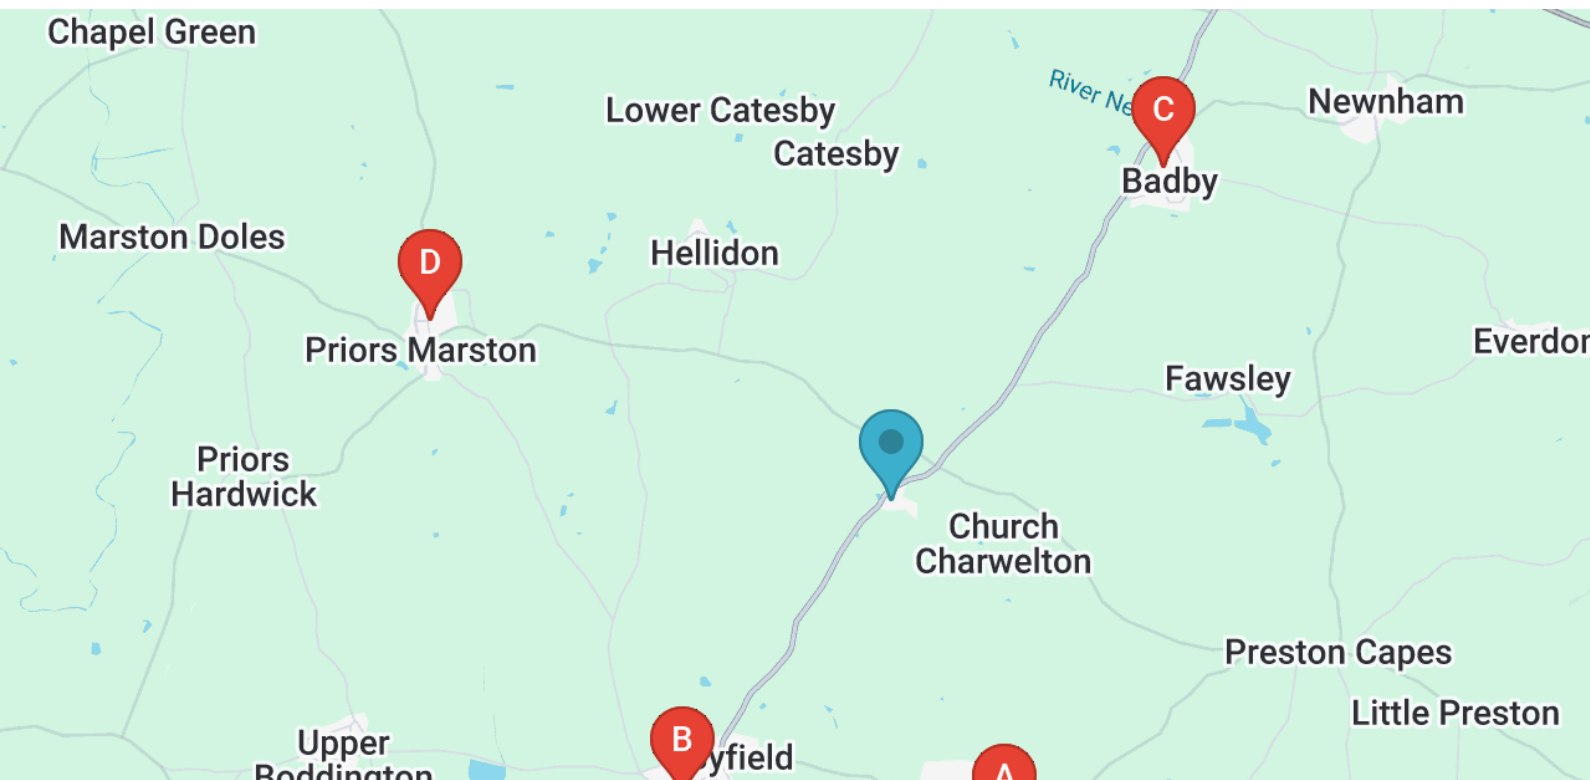 Chapel Green
River Ne
C
Newnham
Lower Catesby
Catesby
Badby
Marston Doles
D
Hellidon
Priors Marston
Everdon
Fawsley
Priors
Hardwick
Church
Charwelton
Preston Capes
Little Preston
Upper
Boddington
B
yfield
A